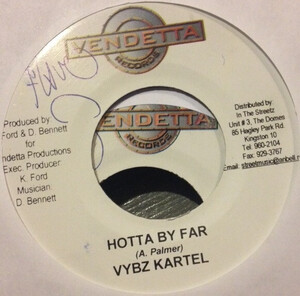 VENDETTA
RECORDS
Produced by
Ford & D. Bennett
for
ndetta Productions
Exec. Producer
K. Ford
Musician:
D. Bennett
Distributed by:
In The Streetz
Unit # 3, The Domes
85 Hagley Park Rd.
Kingston 10
Tel: 960-2104
Fax: 929-3767
ENDETTA
RECORDS
HOTTA BY FAR
(A. Palmer)
VYBZ KARTEL